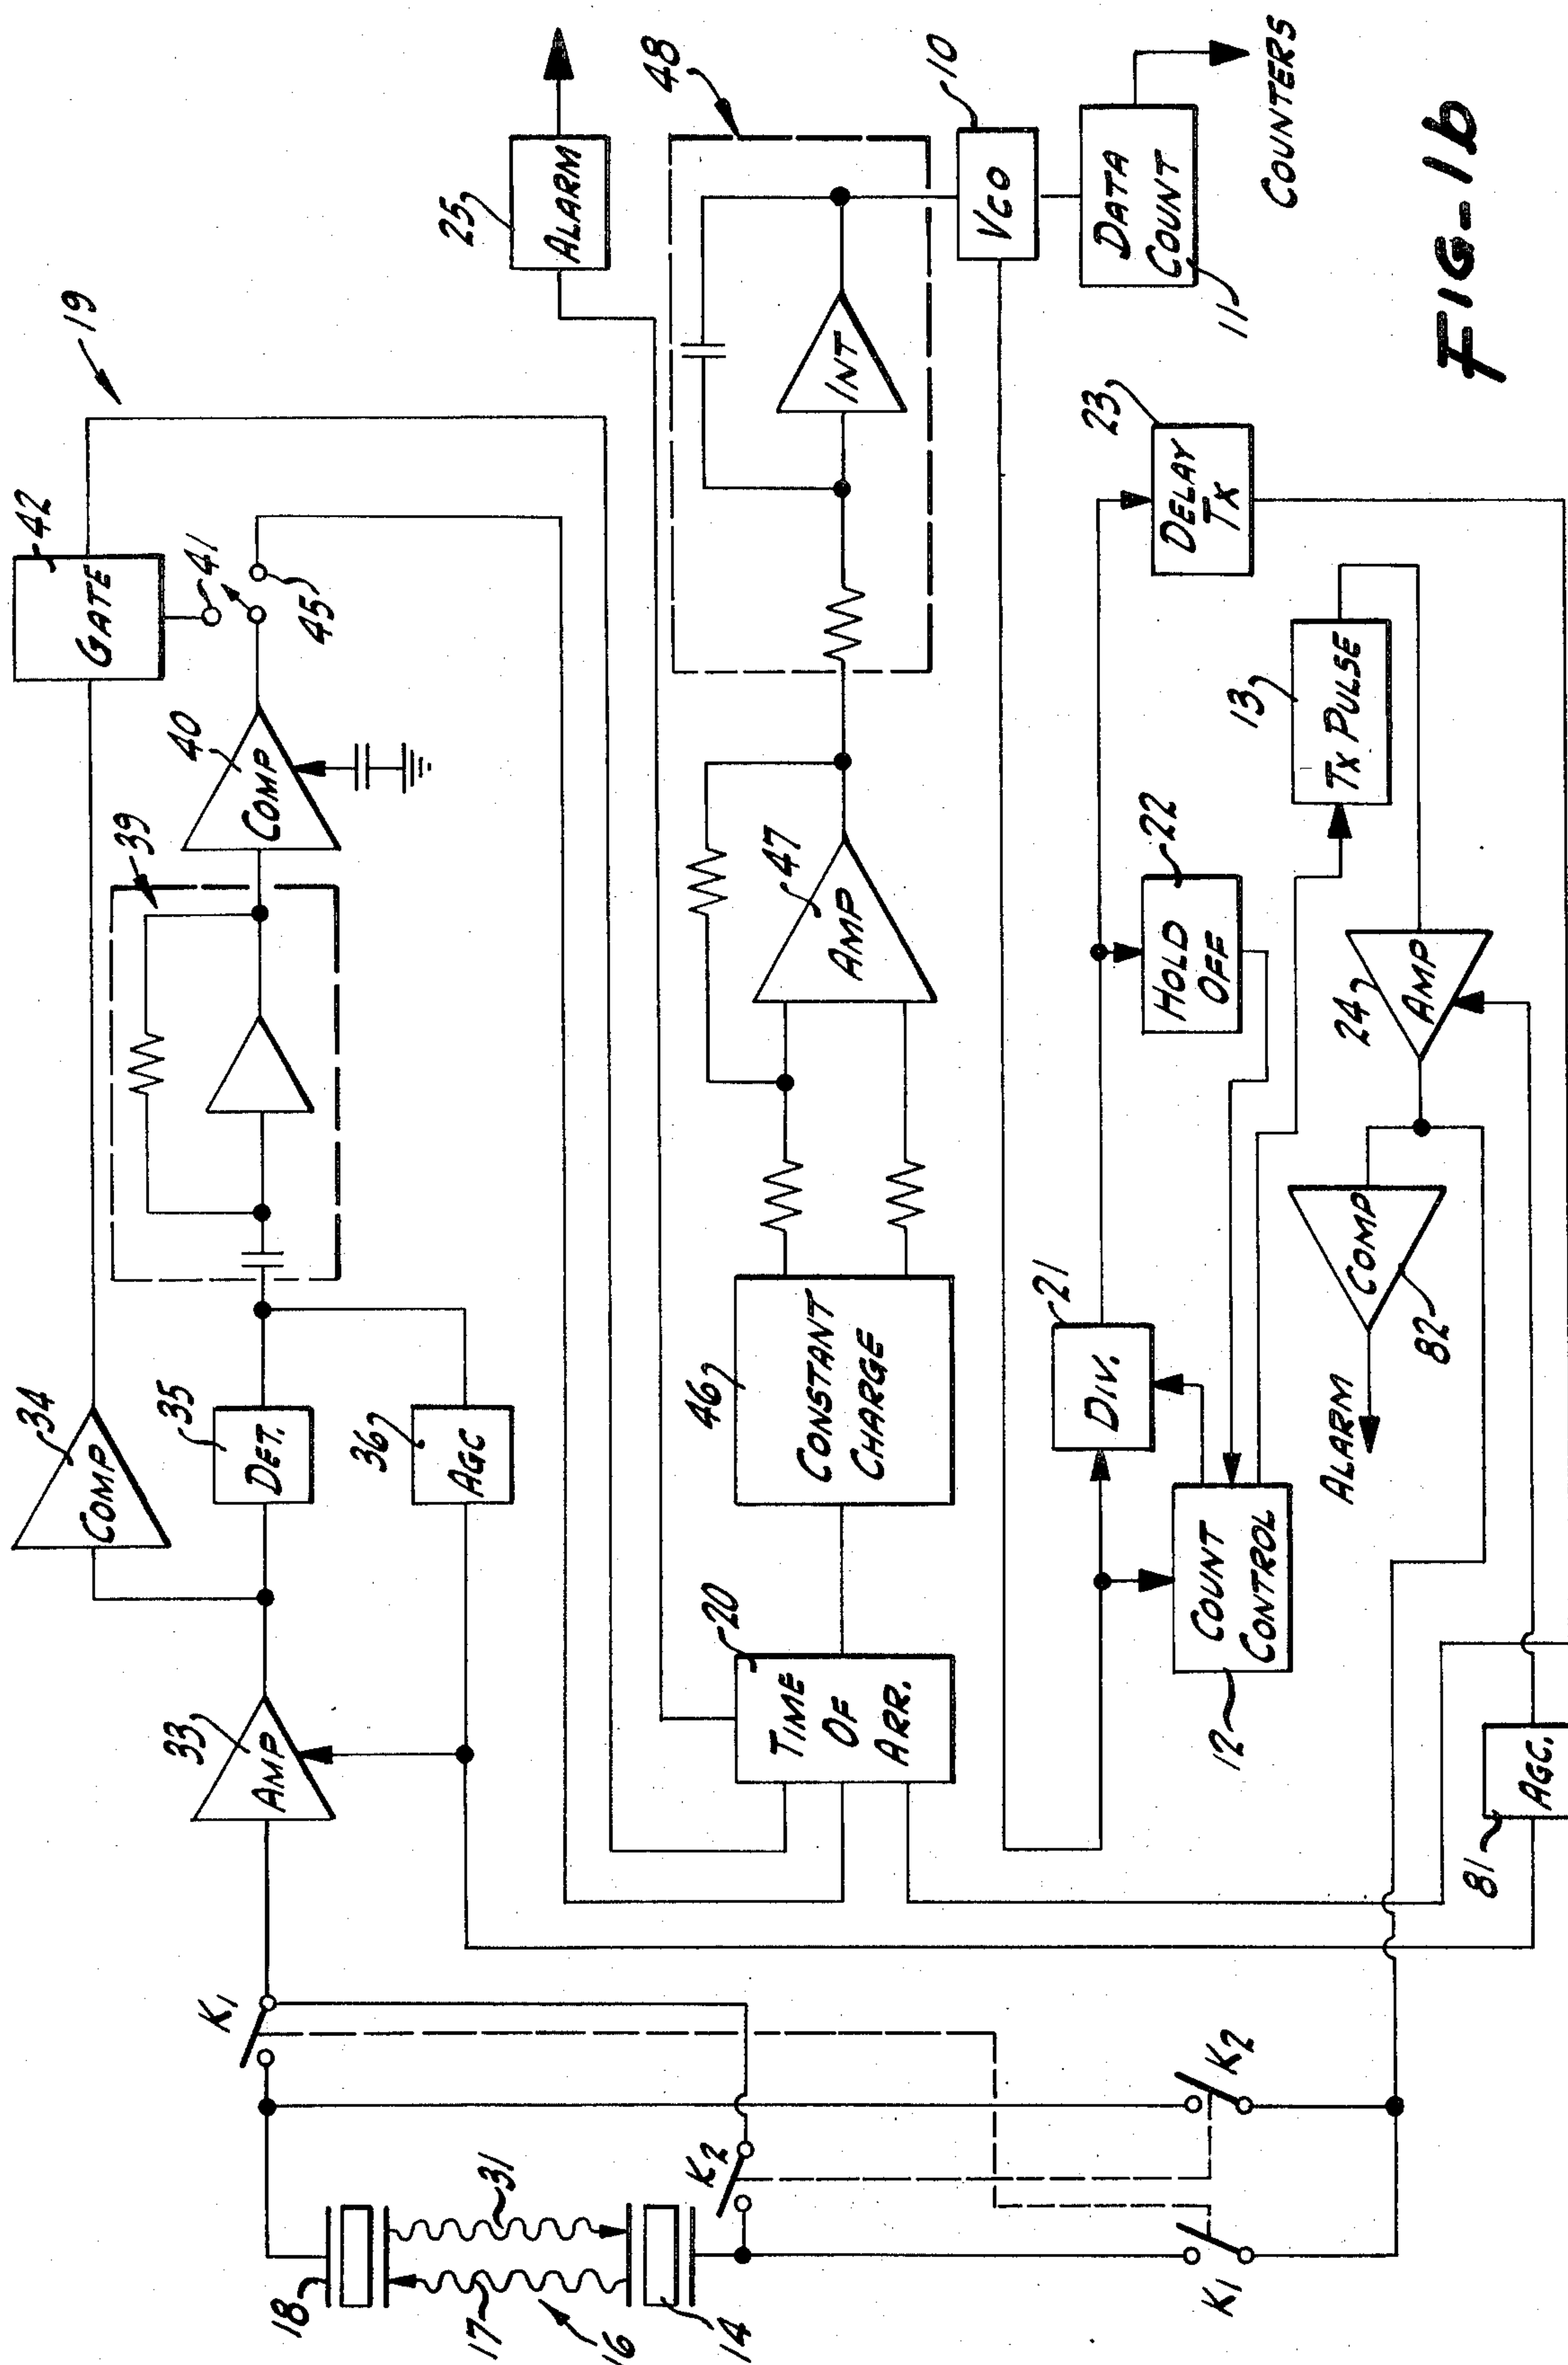 19
42
GATE
41
45
40
COMP
39
34
COMP
35
DET.
36
AGC
33
AMP
K1
18
31
17
16
14
K2
25
ALARM
48
INT
47
AMP
46
CONSTANT
CHARGE
20
TIME
OF
ARR.
10
VCO
DATA
COUNT
11
COUNTERS
23
DELAY
TX
22
HOLD
OFF
21
DIV.
13
TX PULSE
24
AMP
COMP
82
ALARM
COUNT
CONTROL
12
81
AGC.
K2
K1
FIG-1b